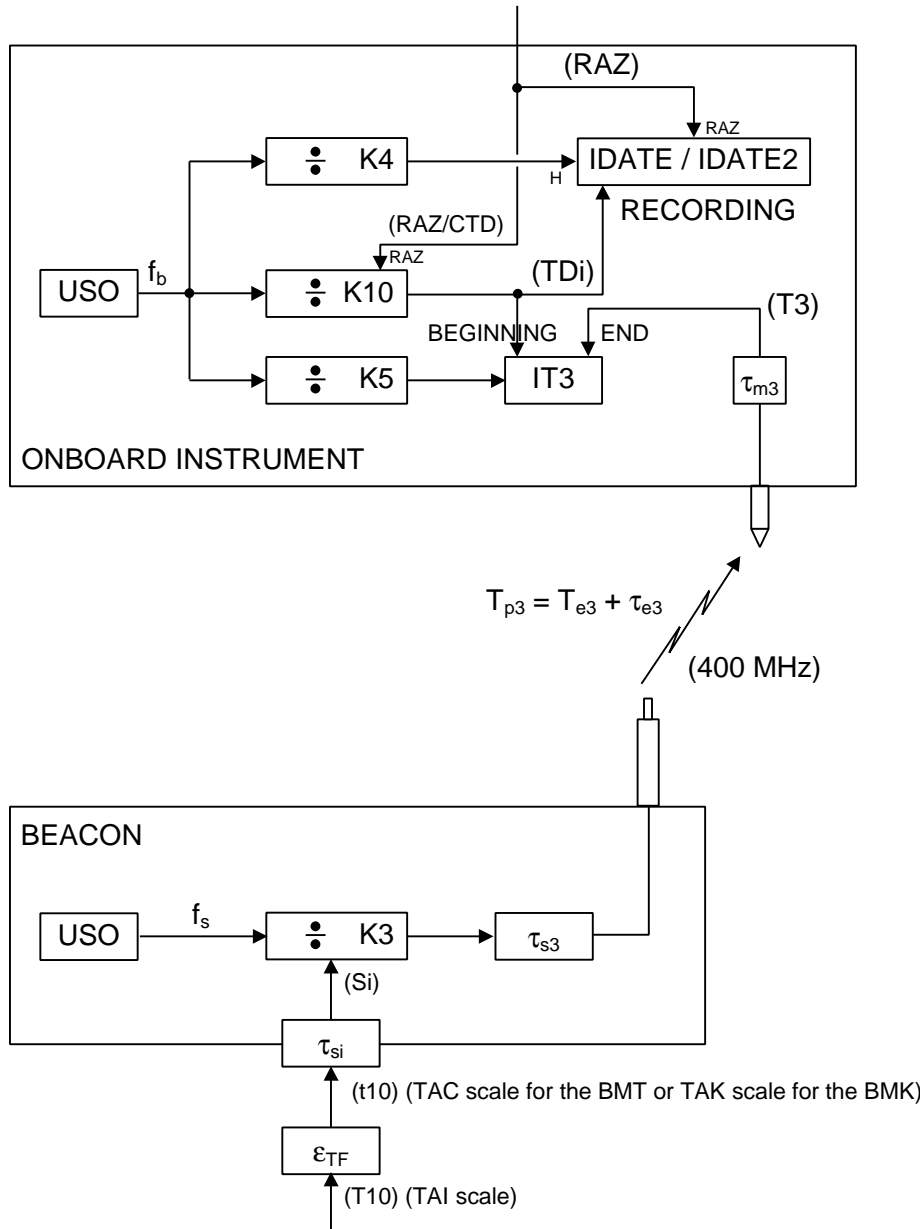 (RAZ)
RAZ
÷ K4
H
IDATE / IDATE2
RECORDING
(RAZ/CTD)
RAZ
USO
f_b
÷ K10
(TDi)
(T3)
BEGINNING
END
÷ K5
IT3
τ_m3
ONBOARD INSTRUMENT
T_p3 = T_e3 + τ_e3
(400 MHz)
BEACON
USO
f_s
÷ K3
τ_s3
(Si)
τ_si
(t10) (TAC scale for the BMT or TAK scale for the BMK)
ε_TF
(T10) (TAI scale)